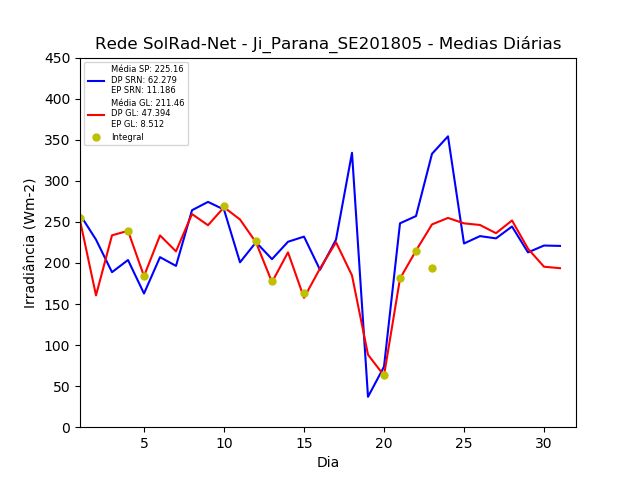 Rede SolRad-Net - Ji_Parana_SE201805 - Medias Diárias
450
400
350
300
250
200
150
100
50
0
Irradiância (Wm-2)
Média SP: 225.16
DP SRN: 62.279
EP SRN: 11.186
Média GL: 211.46
DP GL: 47.394
EP GL: 8.512
Integral
5 10 15 20 25 30
Dia